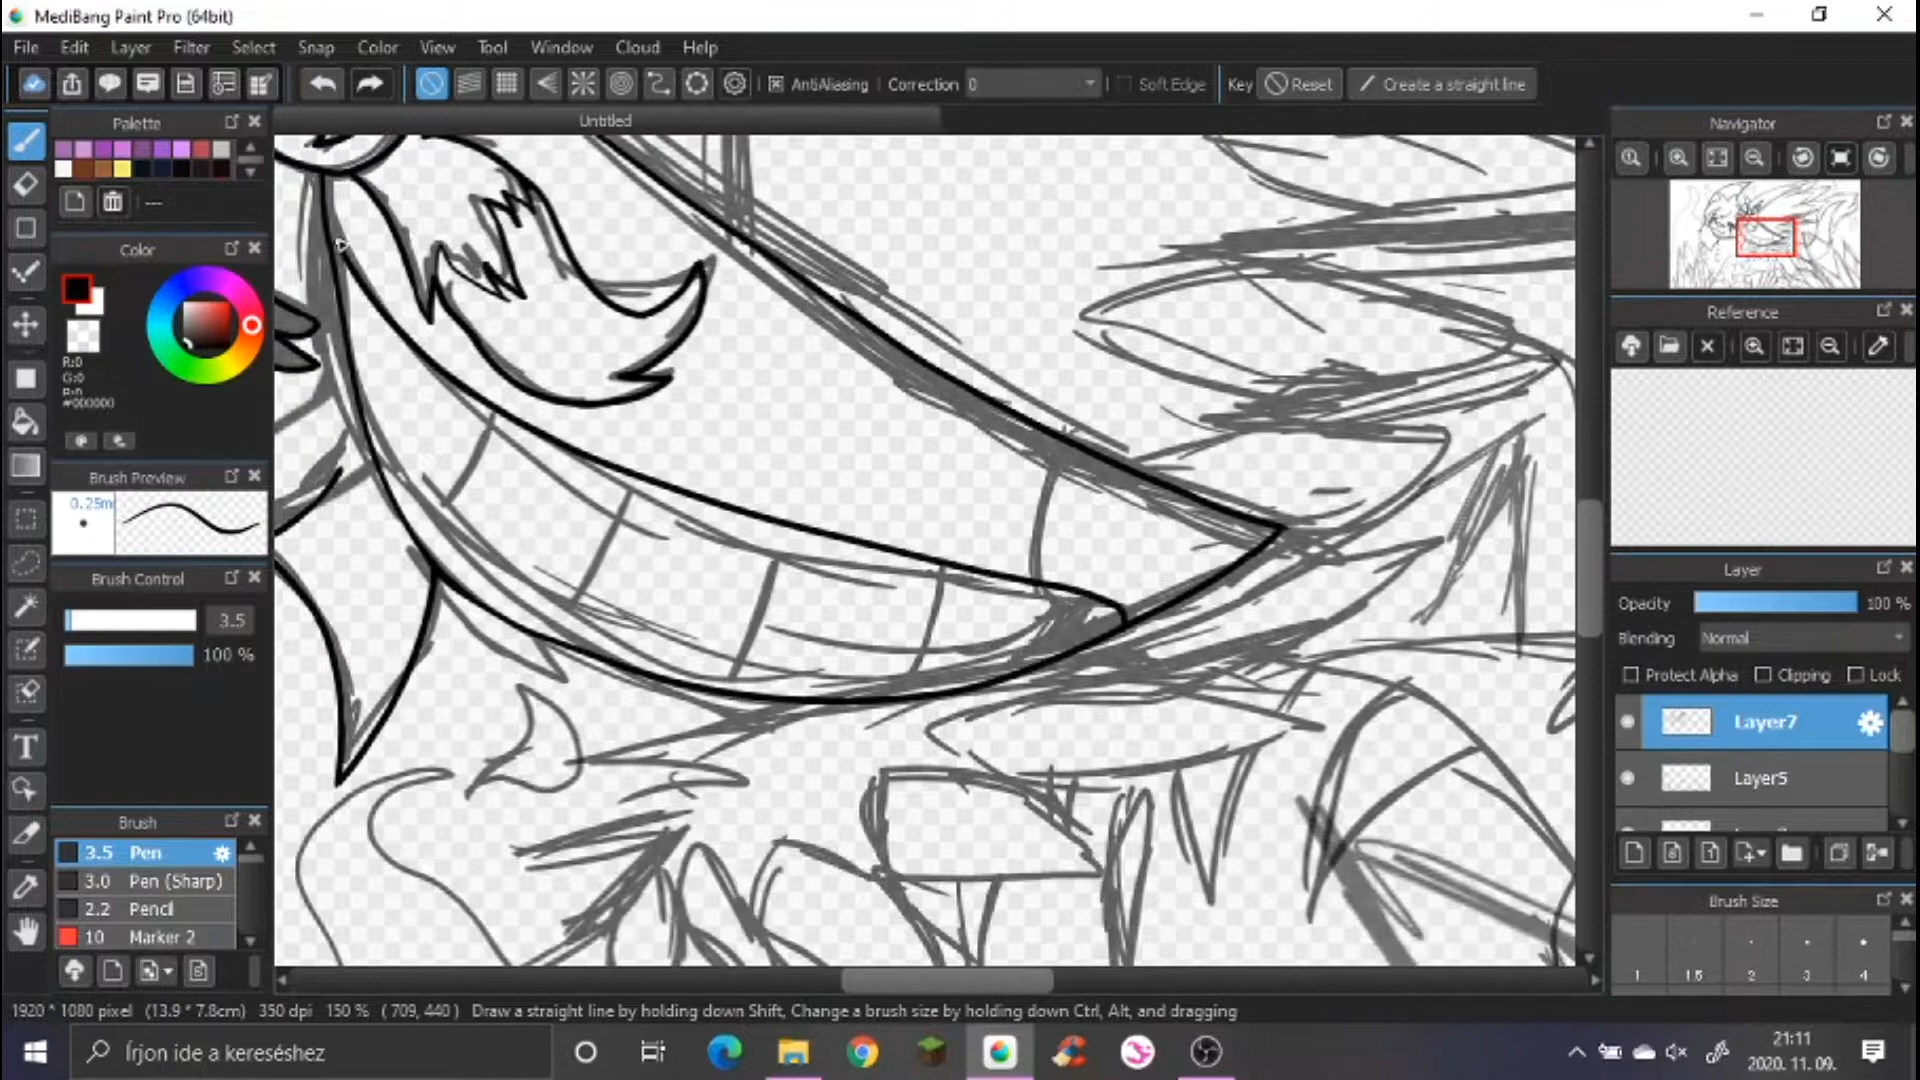 MediBang Paint Pro (64bit)
File Edit Layer Filter Select Snap Color View Tool Window Cloud Help
AntiAliasing Correction 0 Soft Edge Key Reset Create a straight line
Palette
Untitled
Navigator
---
Color
R:0
G:0
#000000
Reference
Brush Preview
0.25m
Brush Control
3.5
100 %
Layer
Opacity 100 %
Blending Normal
Protect Alpha Clipping Lock
Layer7
Layer5
Brush
3.5 Pen
3.0 Pen (Sharp)
2.2 Pencil
10 Marker 2
Brush Size
1 1.5 2 3 4
1920 * 1080 pixel (13.9 * 7.8cm) 350 dpi 150 % ( 709, 440 ) Draw a straight line by holding down Shift, Change a brush size by holding down Ctrl, Alt, and dragging
Írjon ide a kereséshez
21:11
2020. 11. 09.